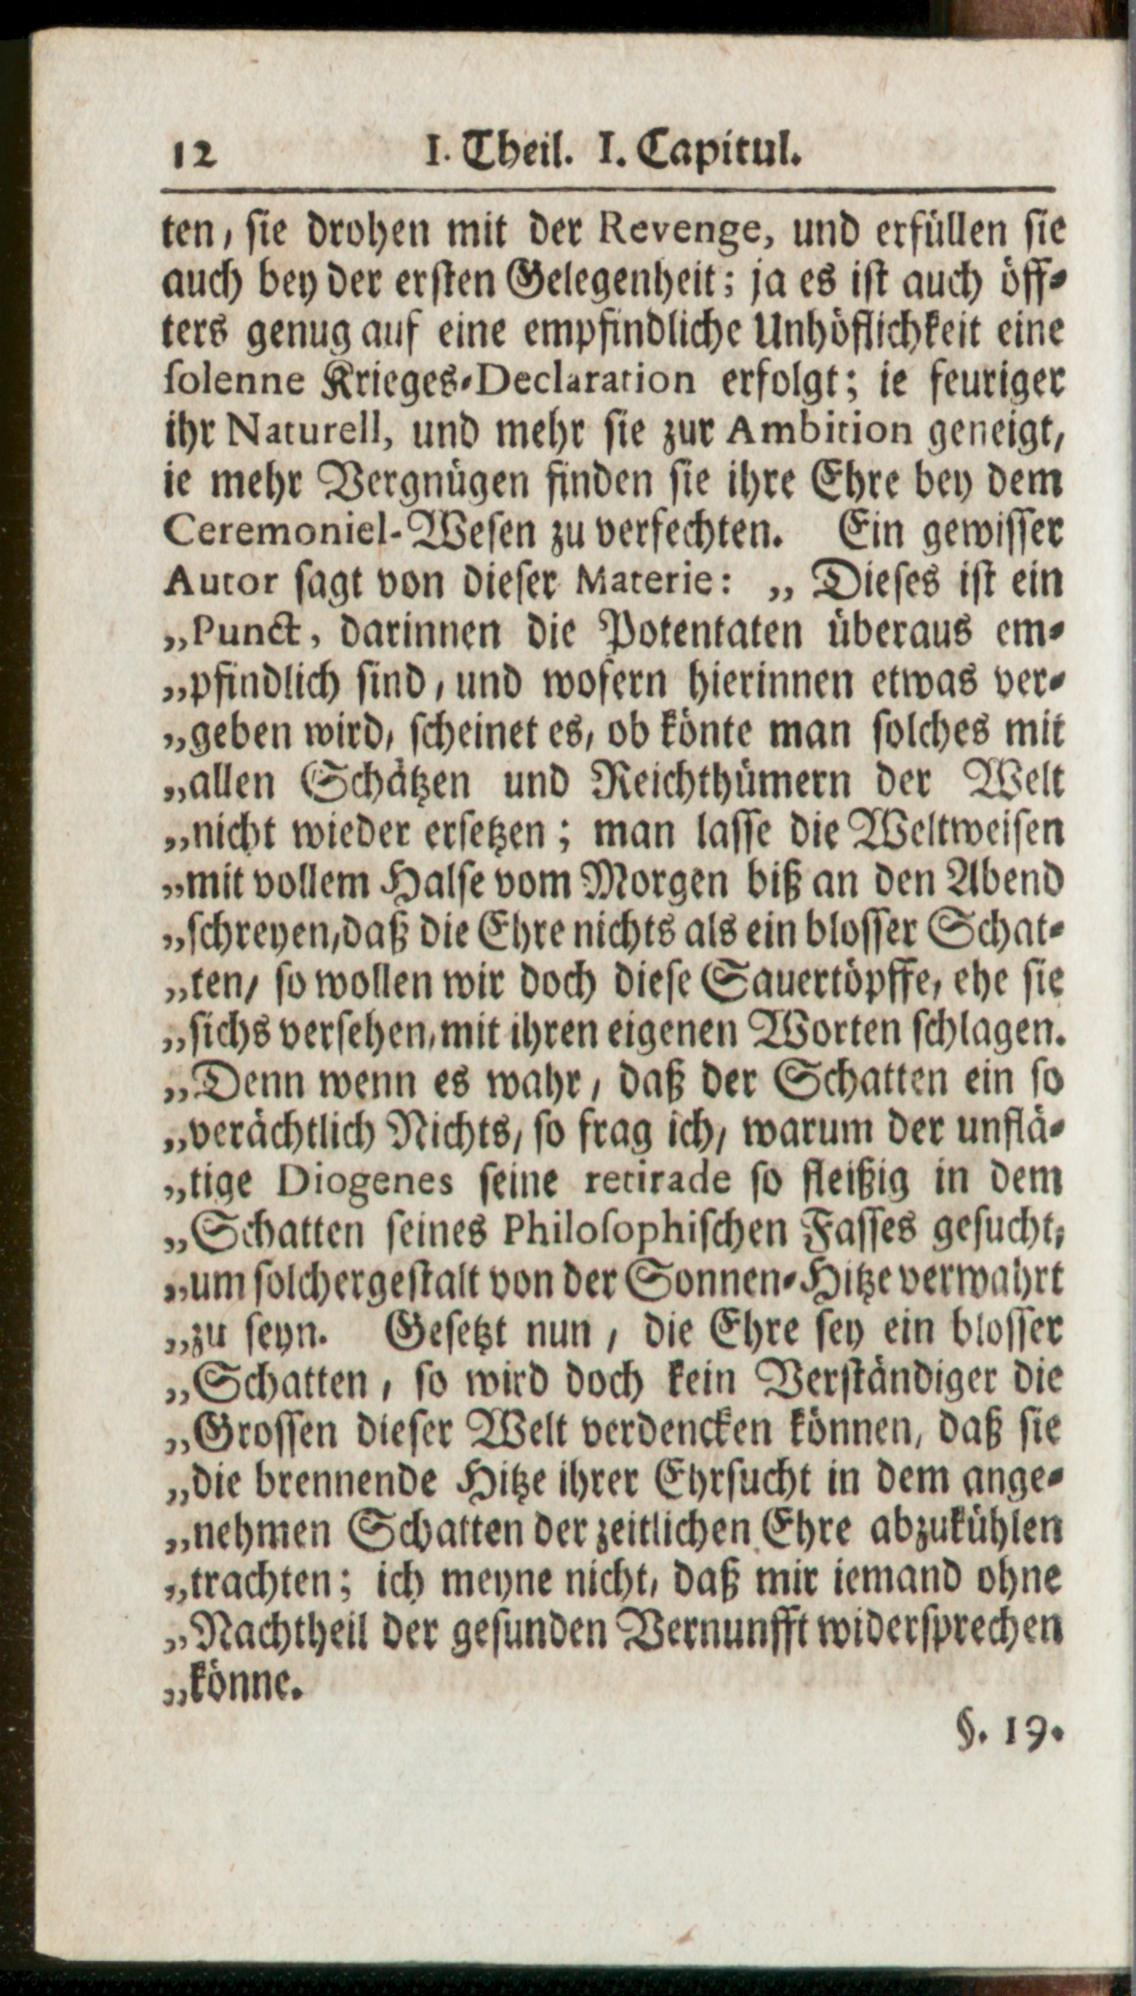 12 I. Theil. I. Capitul.
ten, sie drohen mit der Revenge, und erfüllen sie
auch bey der ersten Gelegenheit; ja es ist auch öff-
ters genug auf eine empfindliche Unhöflichkeit eine
solenne Krieges-Declaration erfolgt; ie feuriger
ihr Naturell, und mehr sie zur Ambition geneigt,
ie mehr Vergnügen finden sie ihre Ehre bey dem
Ceremoniel-Wesen zu verfechten. Ein gewisser
Autor sagt von dieser Materie: „ Dieses ist ein
„Punct, darinnen die Potentaten überaus em-
„pfindlich sind, und wofern hierinnen etwas ver-
„geben wird, scheinet es, ob könte man solches mit
„allen Schätzen und Reichthümern der Welt
„nicht wieder ersetzen; man lasse die Weltweisen
„mit vollem Halse vom Morgen biß an den Abend
„schreyen, daß die Ehre nichts als ein blosser Schat-
„ten, so wollen wir doch diese Sauertöpffe, ehe sie
„sichs versehen, mit ihren eigenen Worten schlagen.
„Denn wenn es wahr, daß der Schatten ein so
„verächtlich Nichts, so frag ich, warum der unflä-
„tige Diogenes seine retirade so fleißig in dem
„Schatten seines Philosophischen Fasses gesucht,
„um solchergestalt von der Sonnen-Hitze verwahrt
„zu seyn. Gesetzt nun, die Ehre sey ein blosser
„Schatten, so wird doch kein Verständiger die
„Grossen dieser Welt verdencken können, daß sie
„die brennende Hitze ihrer Ehrsucht in dem ange-
„nehmen Schatten der zeitlichen Ehre abzukühlen
„trachten; ich meyne nicht, daß mir iemand ohne
„Nachtheil der gesunden Vernunfft widersprechen
„könne.
§. 19.